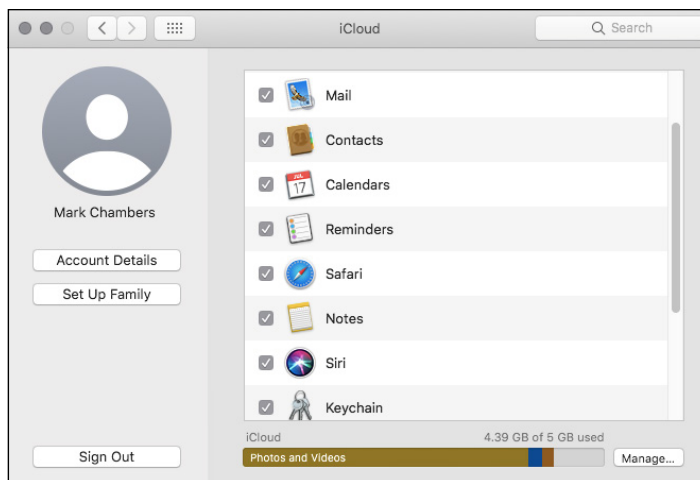 iCloud
Search
Mark Chambers
Account Details
Set Up Family
Sign Out
Mail
Contacts
JUL
17
Calendars
Reminders
Safari
Notes
Siri
Keychain
iCloud 4.39 GB of 5 GB used
Photos and Videos
Manage...